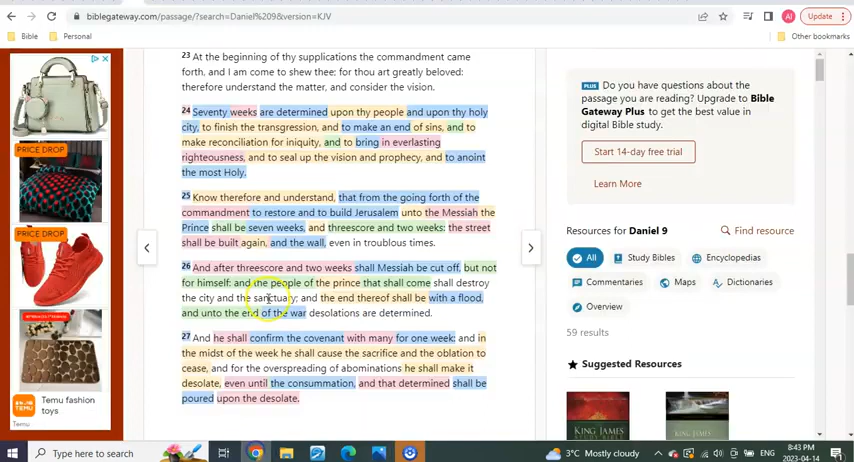 biblegateway.com/passage/?search=Daniel%209&version=KJV
AI
Update
Bible
Personal
Other bookmarks
23 At the beginning of thy supplications the commandment came
forth, and I am come to shew thee: for thou art greatly beloved:
therefore understand the matter, and consider the vision.
24 Seventy weeks are determined upon thy people and upon thy holy
city, to finish the transgression, and to make an end of sins, and to
make reconciliation for iniquity, and to bring in everlasting
righteousness, and to seal up the vision and prophecy, and to anoint
the most Holy.
25 Know therefore and understand, that from the going forth of the
commandment to restore and to build Jerusalem unto the Messiah the
Prince shall be seven weeks, and threescore and two weeks: the street
shall be built again, and the wall, even in troublous times.
26 And after threescore and two weeks shall Messiah be cut off, but not
for himself: and the people of the prince that shall come shall destroy
the city and the sanctuary; and the end thereof shall be with a flood,
and unto the end of the war desolations are determined.
27 And he shall confirm the covenant with many for one week: and in
the midst of the week he shall cause the sacrifice and the oblation to
cease, and for the overspreading of abominations he shall make it
desolate, even until the consummation, and that determined shall be
poured upon the desolate.
PRICE DROP
PRICE DROP
Temu fashion
toys
Temu
PLUS Do you have questions about the
passage you are reading? Upgrade to Bible
Gateway Plus to get the best value in
digital Bible study.
Start 14-day free trial
Learn More
Resources for Daniel 9
Find resource
All
Study Bibles
Encyclopedias
Commentaries
Maps
Dictionaries
Overview
59 results
Suggested Resources
KING JAMES
KING JAMES
Type here to search
3°C Mostly cloudy
ENG
8:43 PM
2023-04-14